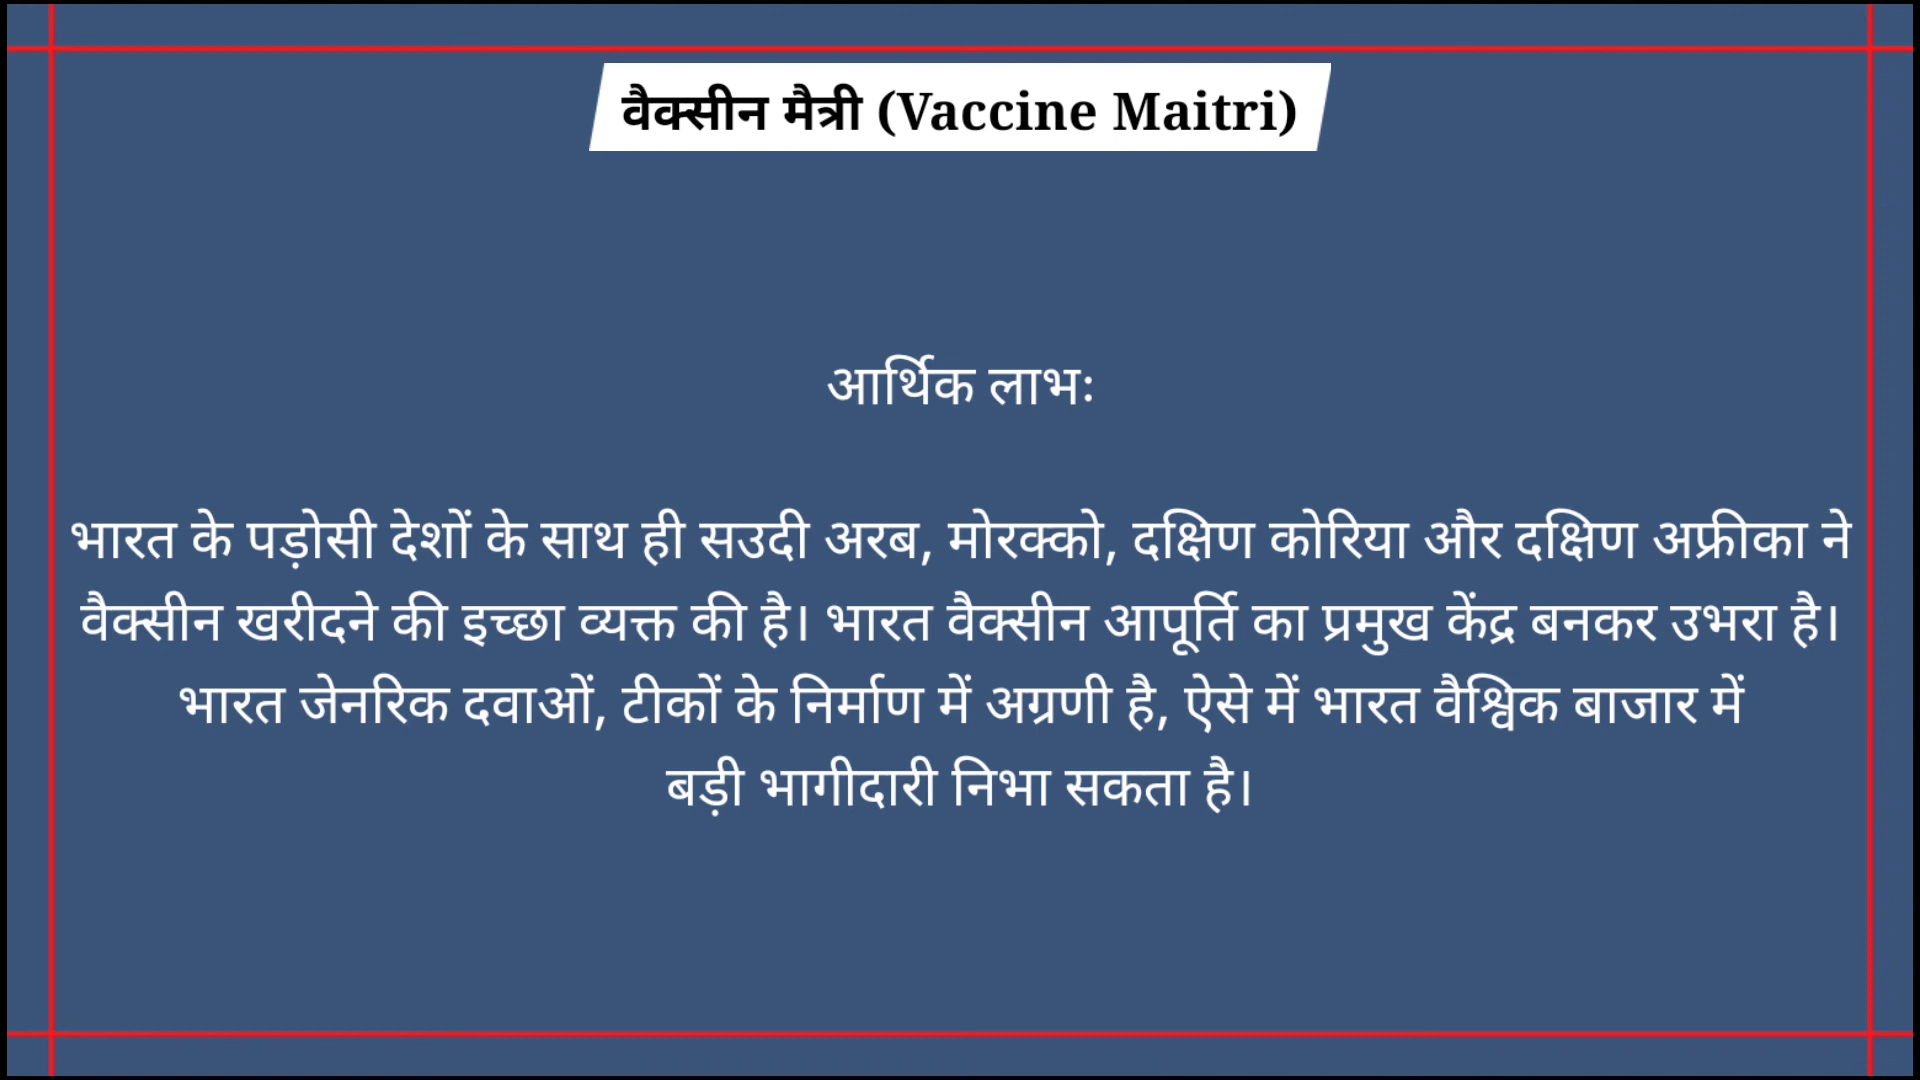 वैक्सीन मैत्री (Vaccine Maitri)
आर्थिक लाभः
भारत के पड़ोसी देशों के साथ ही सउदी अरब, मोरक्को, दक्षिण कोरिया और दक्षिण अफ्रीका ने
वैक्सीन खरीदने की इच्छा व्यक्त की है। भारत वैक्सीन आपूर्ति का प्रमुख केंद्र बनकर उभरा है।
भारत जेनरिक दवाओं, टीकों के निर्माण में अग्रणी है, ऐसे में भारत वैश्विक बाजार में
बड़ी भागीदारी निभा सकता है।